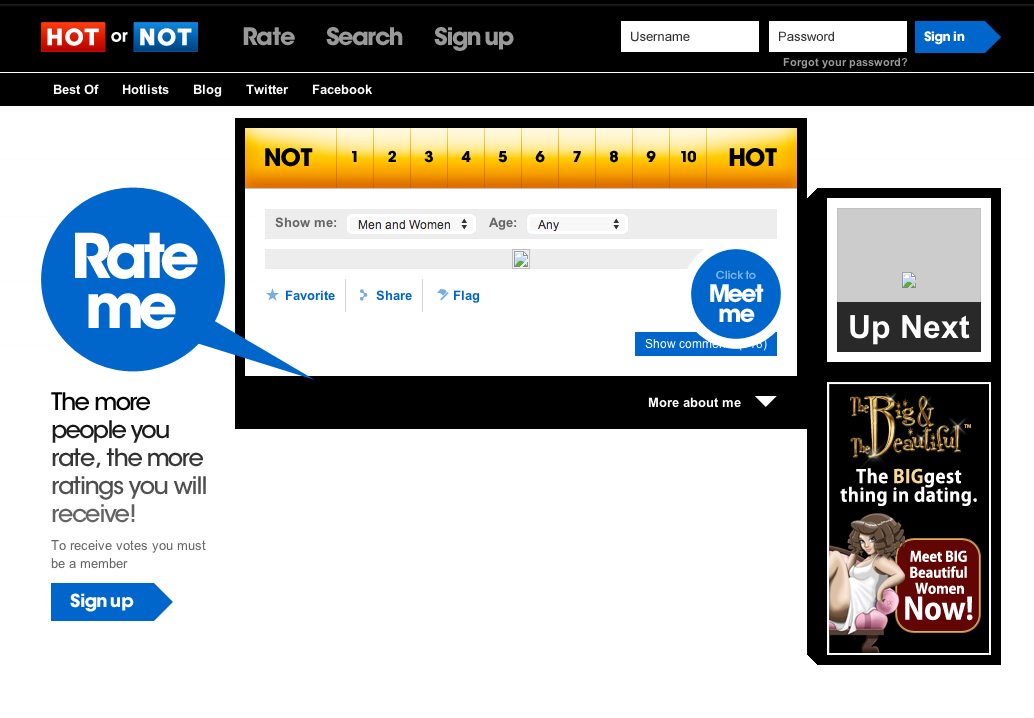 HOT or NOT
Rate Search Sign up
Username Password Sign in
Forgot your password?
Best Of Hotlists Blog Twitter Facebook
NOT 1 2 3 4 5 6 7 8 9 10 HOT
Show me: Men and Women Age: Any
Rate
me
Click to
Meet
me
Favorite Share Flag
Show
More about me
Up Next
The more
people you
rate, the more
ratings you will
receive!
To receive votes you must
be a member
Sign up
The Big &
The Beautiful™
The BIGgest
thing in dating.
Meet BIG
Beautiful
Women
Now!